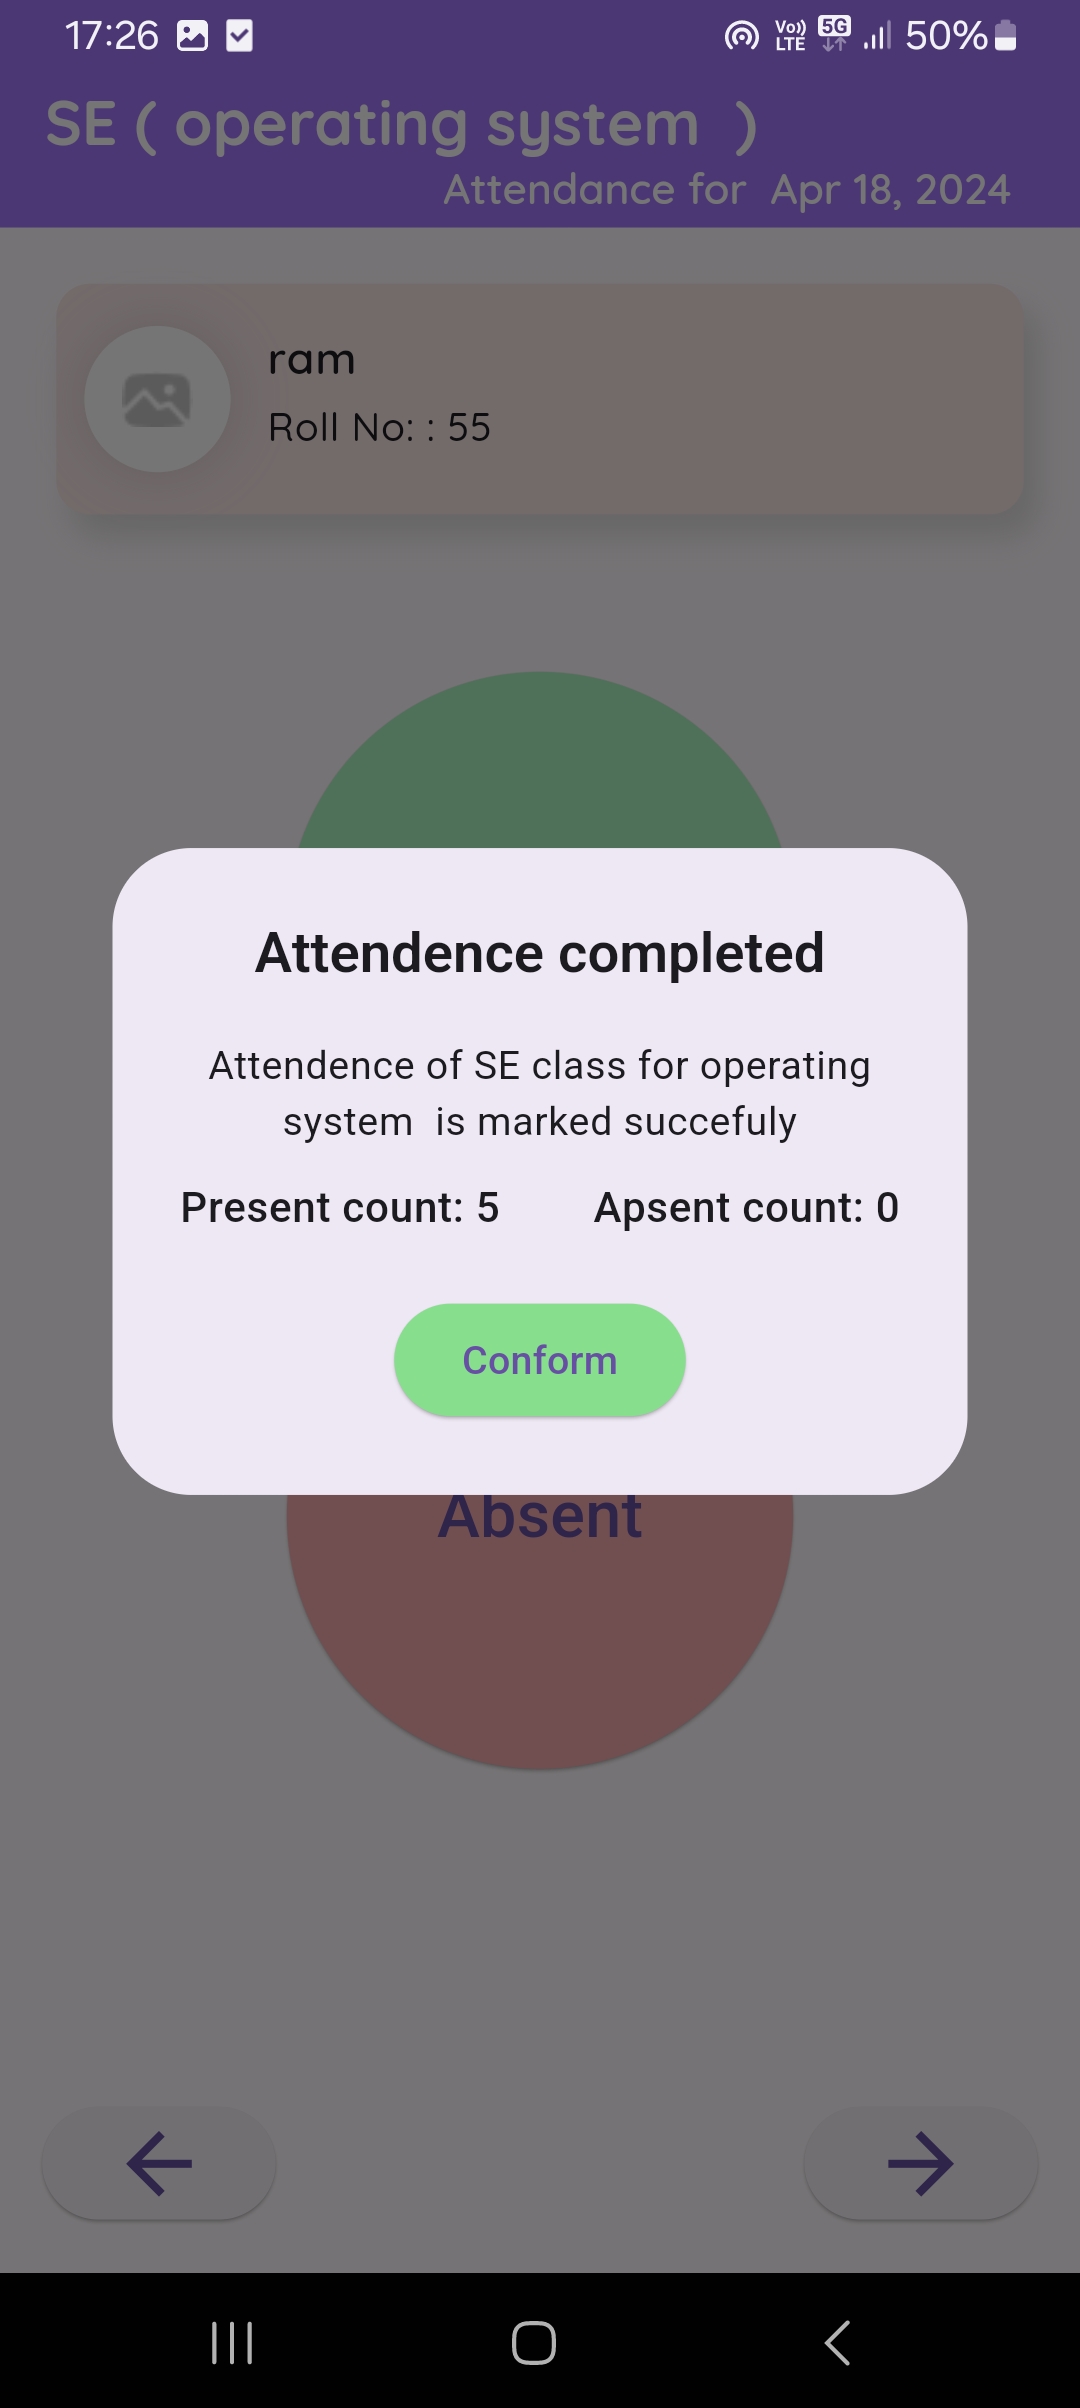 17:26 Vo)) LTE 5G 50%
SE ( operating system  )
Attendance for  Apr 18, 2024
ram
Roll No: : 55
Attendence completed
Attendence of SE class for operating
system  is marked succefuly
Present count: 5 Apsent count: 0
Conform
Absent